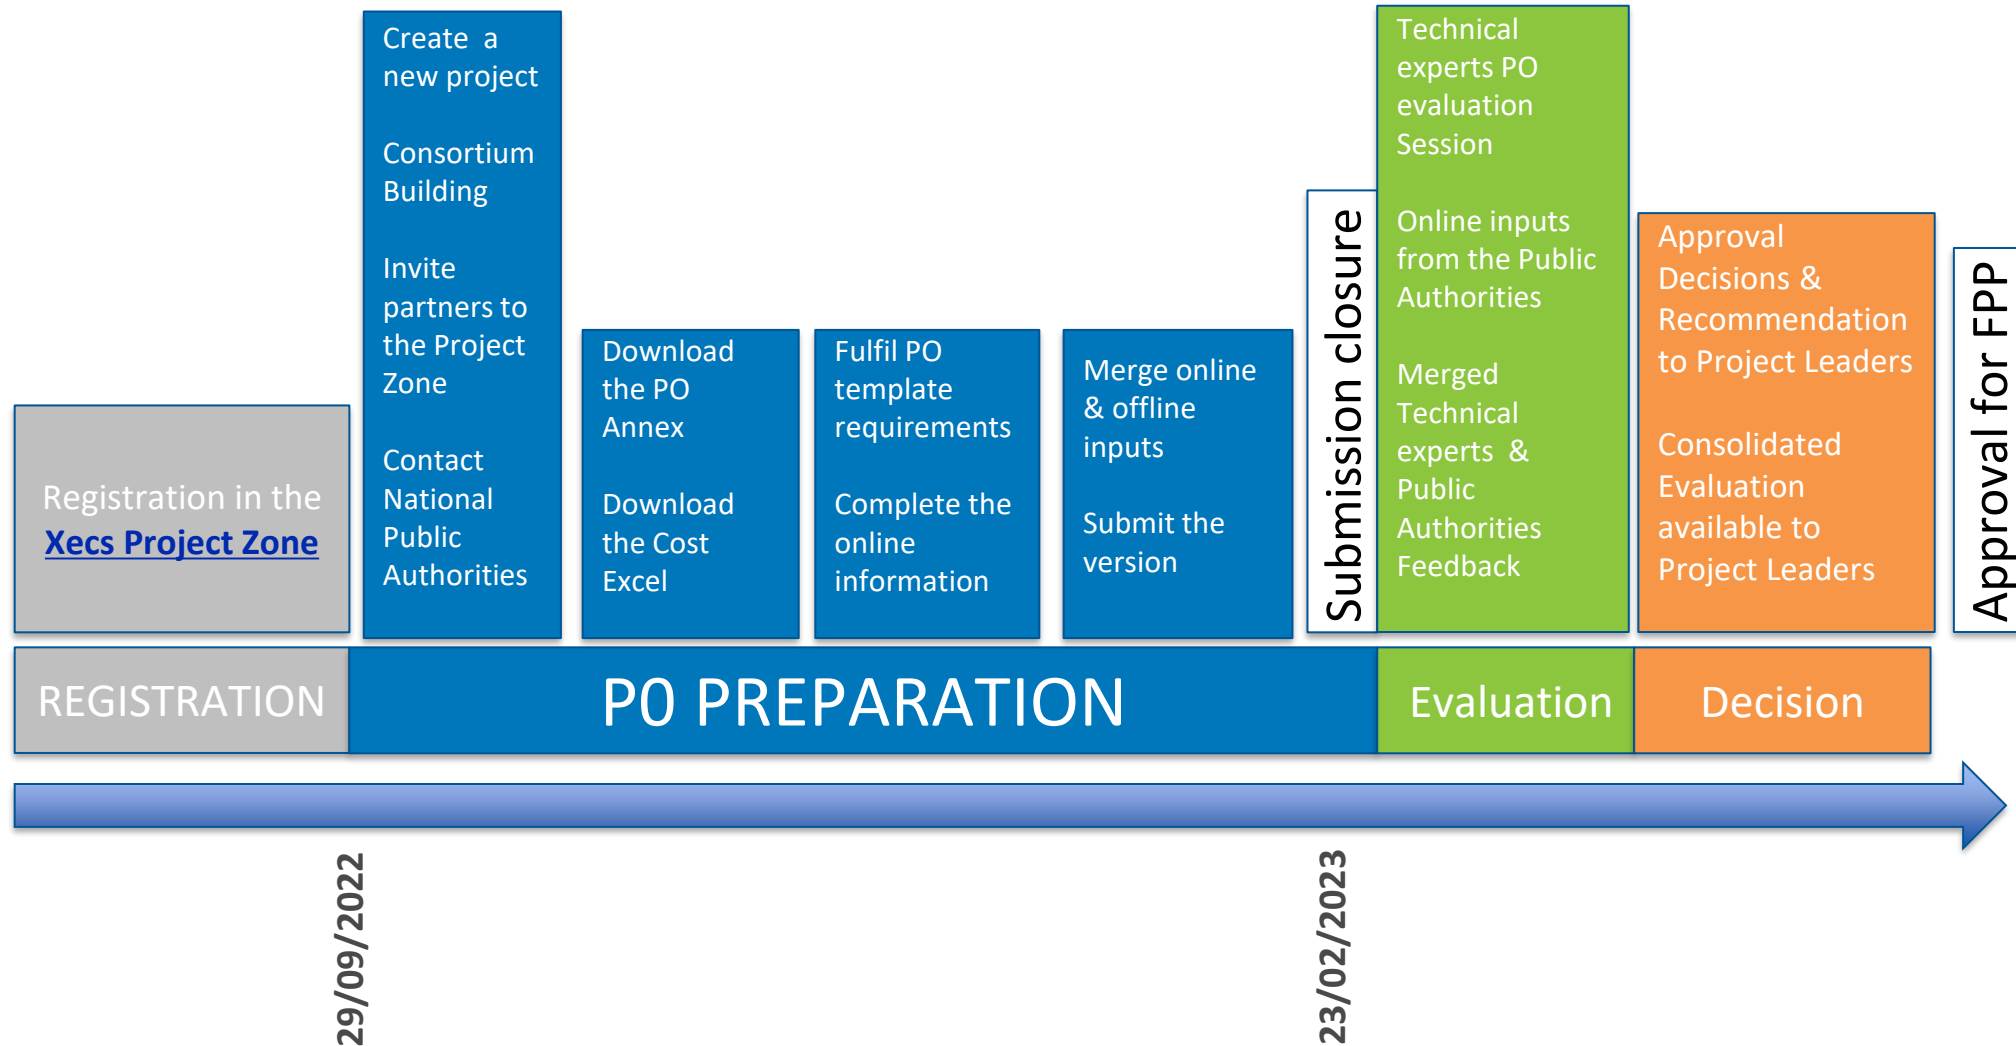 Registration in the
Xecs Project Zone
Create a
new project
Consortium
Building
Invite
partners to
the Project
Zone
Contact
National
Public
Authorities
Download
the PO
Annex
Download
the Cost
Excel
Fulfil PO
template
requirements
Complete the
online
information
Merge online
& offline
inputs
Submit the
version
Submission closure
Technical
experts PO
evaluation
Session
Online inputs
from the Public
Authorities
Merged
Technical
experts &
Public
Authorities
Feedback
Approval
Decisions &
Recommendation
to Project Leaders
Consolidated
Evaluation
available to
Project Leaders
Approval for FPP
REGISTRATION
PO PREPARATION
Evaluation
Decision
29/09/2022
23/02/2023